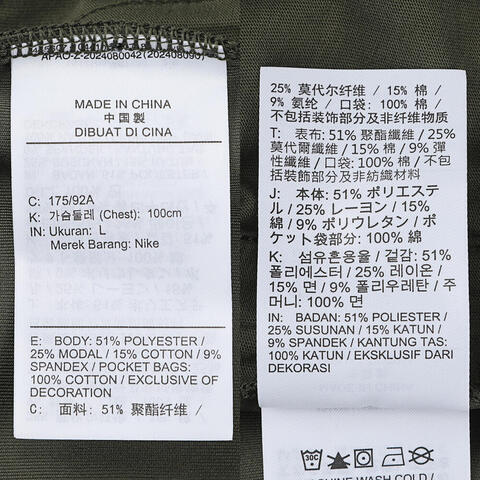 APAO-2-2024080042(2024080090)
MADE IN CHINA
中国製
DIBUAT DI CINA
C: 175/92A
K: 가슴둘레 (Chest): 100cm
IN: Ukuran: L
Merek Barang: Nike
E: BODY: 51% POLYESTER /
25% MODAL / 15% COTTON / 9%
SPANDEX / POCKET BAGS:
100% COTTON / EXCLUSIVE OF
DECORATION
C: 面料: 51% 聚酯纤维 /
25% 莫代尔纤维 / 15% 棉 /
9% 氨纶 / 口袋: 100% 棉 /
不包括装饰部分及非纤维物质
T: 表布: 51% 聚酯纖維 / 25%
莫代爾纖維 / 15% 棉 / 9% 彈
性纖維 / 口袋: 100% 棉 / 不包
括裝飾部分及非紡織材料
J: 本体: 51% ポリエステ
ル / 25% レーヨン / 15%
綿 / 9% ポリウレタン / ポ
ケット袋部分: 100% 綿
K: 섬유혼용율 / 겉감: 51%
폴리에스터 / 25% 레이온 /
15% 면 / 9% 폴리우레탄 / 주
머니: 100% 면
IN: BADAN: 51% POLIESTER /
25% SUSUNAN / 15% KATUN /
9% SPANDEK / KANTUNG TAS:
100% KATUN / EKSKLUSIF DARI
DEKORASI
30C
MACHINE WASH COLD /